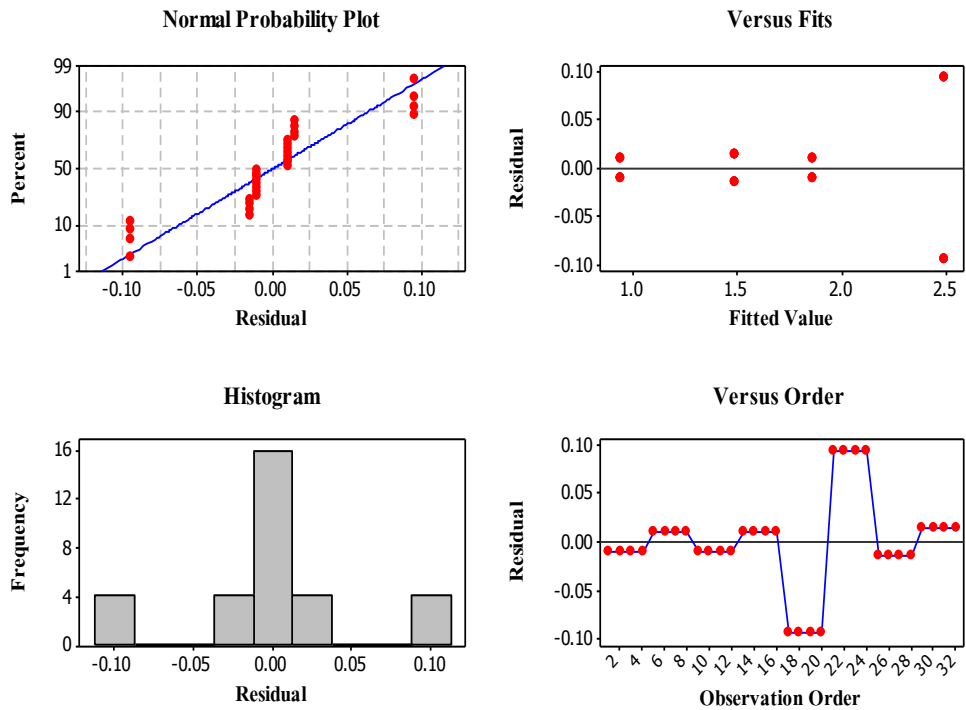 Normal Probability Plot
99
90
50
10
1
Percent
-0.10 -0.05 0.00 0.05 0.10
Residual
Versus Fits
0.10
0.05
0.00
-0.05
-0.10
Residual
1.0 1.5 2.0 2.5
Fitted Value
Histogram
16
12
8
4
0
Frequency
-0.10 -0.05 0.00 0.05 0.10
Residual
Versus Order
0.10
0.05
0.00
-0.05
-0.10
Residual
2 4 6 8 10 12 14 16 18 20 22 24 26 28 30 32
Observation Order